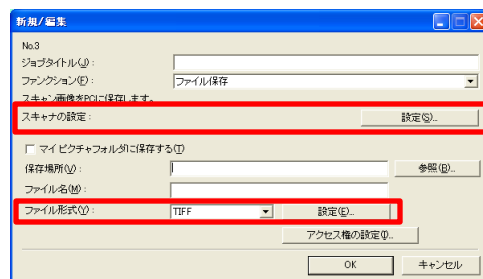 新規/編集
No.3
ジョブタイトル(J):
ファンクション(F): ファイル保存
スキャン画像をPCに保存します。
スキャナの設定: 設定(S)...
マイ ピクチャフォルダに保存する(T)
保存場所(V): 参照(B)...
ファイル名(M):
ファイル形式(Y): TIFF 設定(E)...
アクセス権の設定(I)...
OK キャンセル